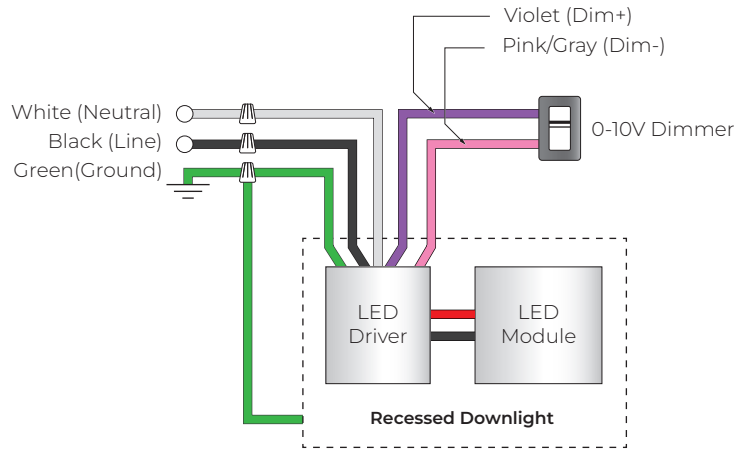 Violet (Dim+)
Pink/Gray (Dim-)
White (Neutral)
Black (Line)
Green(Ground)
0-10V Dimmer
LED
Driver
LED
Module
Recessed Downlight